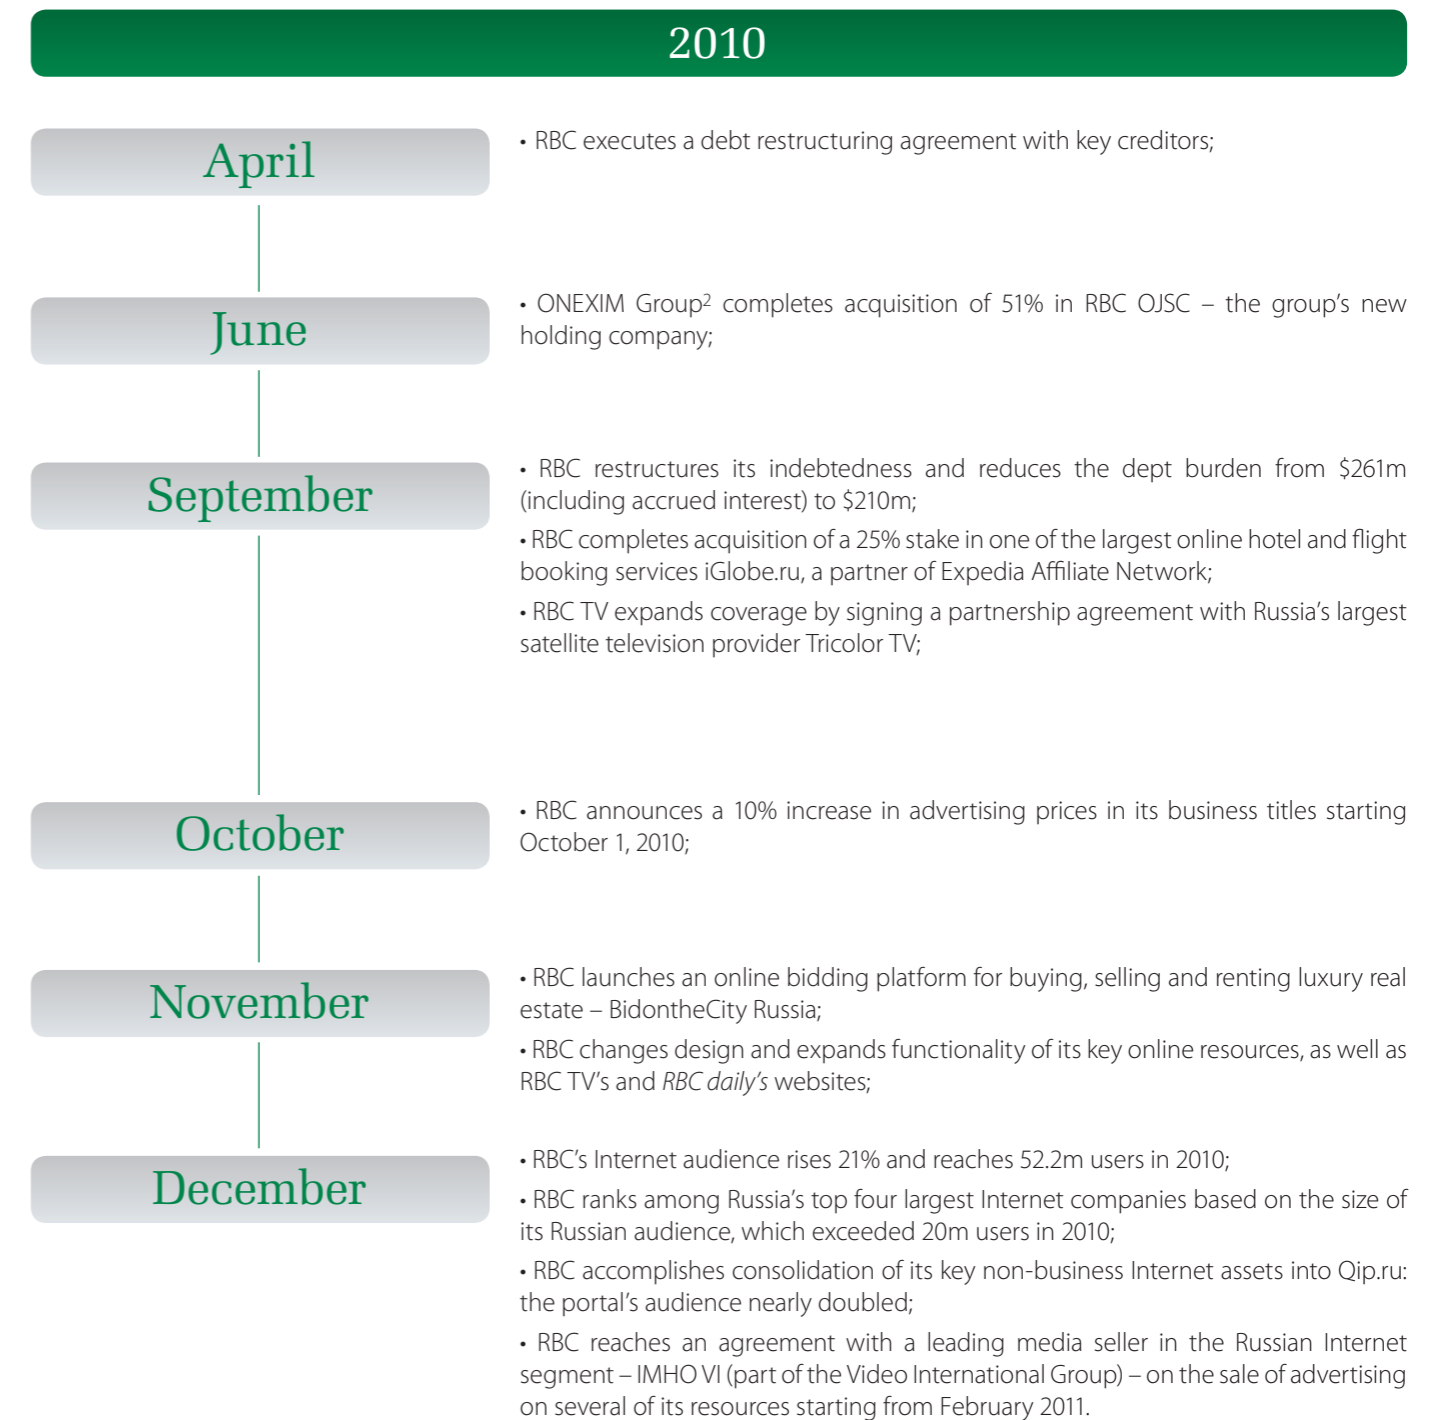 2010
April
• RBC executes a debt restructuring agreement with key creditors;
June
• ONEXIM Group2 completes acquisition of 51% in RBC OJSC – the group’s new
holding company;
September
• RBC restructures its indebtedness and reduces the dept burden from $261m
(including accrued interest) to $210m;
• RBC completes acquisition of a 25% stake in one of the largest online hotel and flight
booking services iGlobe.ru, a partner of Expedia Affiliate Network;
• RBC TV expands coverage by signing a partnership agreement with Russia’s largest
satellite television provider Tricolor TV;
October
• RBC announces a 10% increase in advertising prices in its business titles starting
October 1, 2010;
November
• RBC launches an online bidding platform for buying, selling and renting luxury real
estate – BidontheCity Russia;
• RBC changes design and expands functionality of its key online resources, as well as
RBC TV’s and RBC daily’s websites;
December
• RBC’s Internet audience rises 21% and reaches 52.2m users in 2010;
• RBC ranks among Russia’s top four largest Internet companies based on the size of
its Russian audience, which exceeded 20m users in 2010;
• RBC accomplishes consolidation of its key non-business Internet assets into Qip.ru:
the portal’s audience nearly doubled;
• RBC reaches an agreement with a leading media seller in the Russian Internet
segment – IMHO VI (part of the Video International Group) – on the sale of advertising
on several of its resources starting from February 2011.